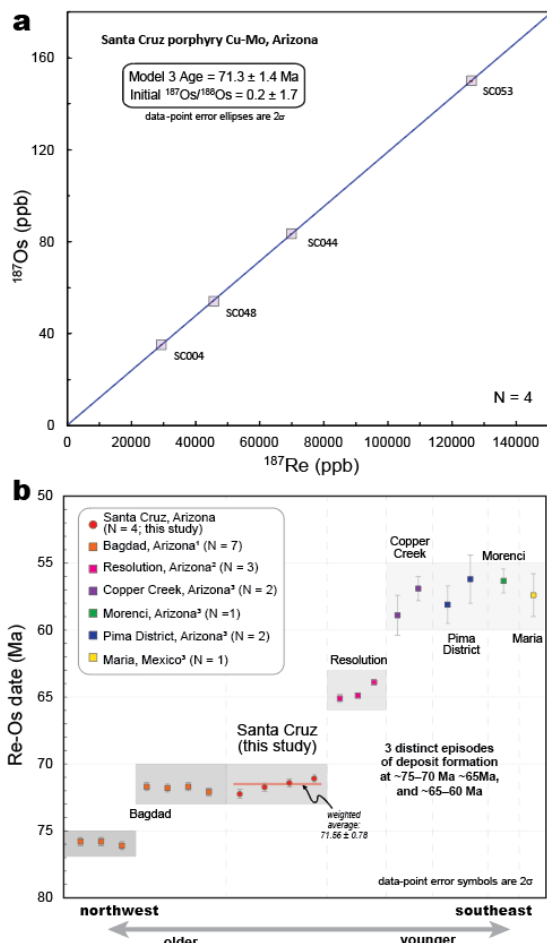 a
Santa Cruz porphyry Cu-Mo, Arizona
Model 3 Age = 71.3 ± 1.4 Ma
Initial ¹⁸⁷Os/¹⁸⁸Os = 0.2 ± 1.7
data-point error ellipses are 2σ
SC053
SC044
SC048
SC004
N = 4
¹⁸⁷Os (ppb)
160
120
80
40
0
0 20000 40000 60000 80000 100000 120000 140000
¹⁸⁷Re (ppb)
b
Re-Os date (Ma)
50
55
60
65
70
75
80
Santa Cruz, Arizona
(N = 4; this study)
Bagdad, Arizona¹ (N = 7)
Resolution, Arizona² (N = 3)
Copper Creek, Arizona³ (N = 2)
Morenci, Arizona³ (N =1)
Pima District, Arizona³ (N = 2)
Maria, Mexico³ (N = 1)
Copper
Creek
Morenci
Pima
District
Maria
Resolution
Santa Cruz
(this study)
Bagdad
3 distinct episodes
of deposit formation
at ~75–70 Ma ~65Ma,
and ~65–60 Ma
weighted
average:
71.56 ± 0.78
data-point error symbols are 2σ
northwest southeast
older younger